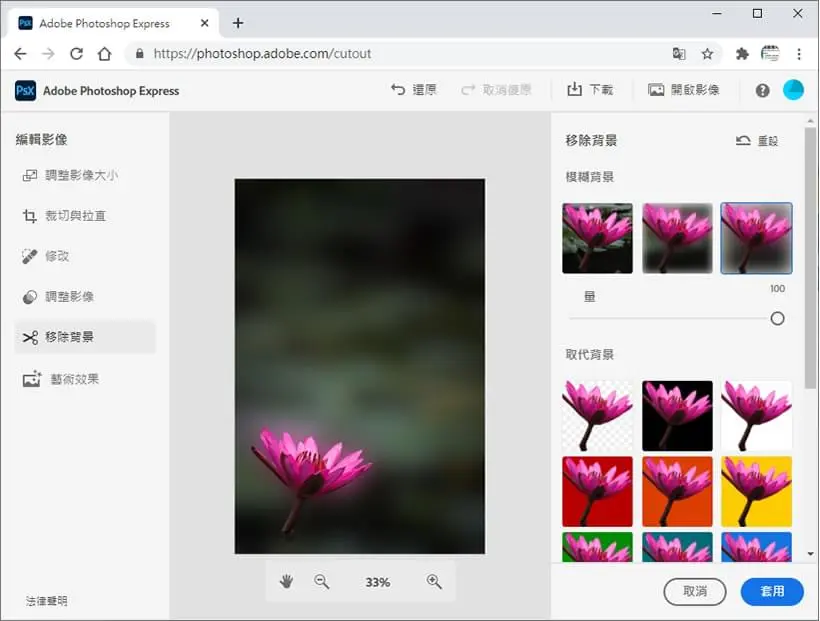 PsX Adobe Photoshop Express
https://photoshop.adobe.com/cutout
PsX Adobe Photoshop Express
還原
取消復原
下載
開啟影像
編輯影像
調整影像大小
裁切與拉直
修改
調整影像
移除背景
藝術效果
法律聲明
33%
移除背景
重設
模糊背景
量
100
取代背景
取消
套用